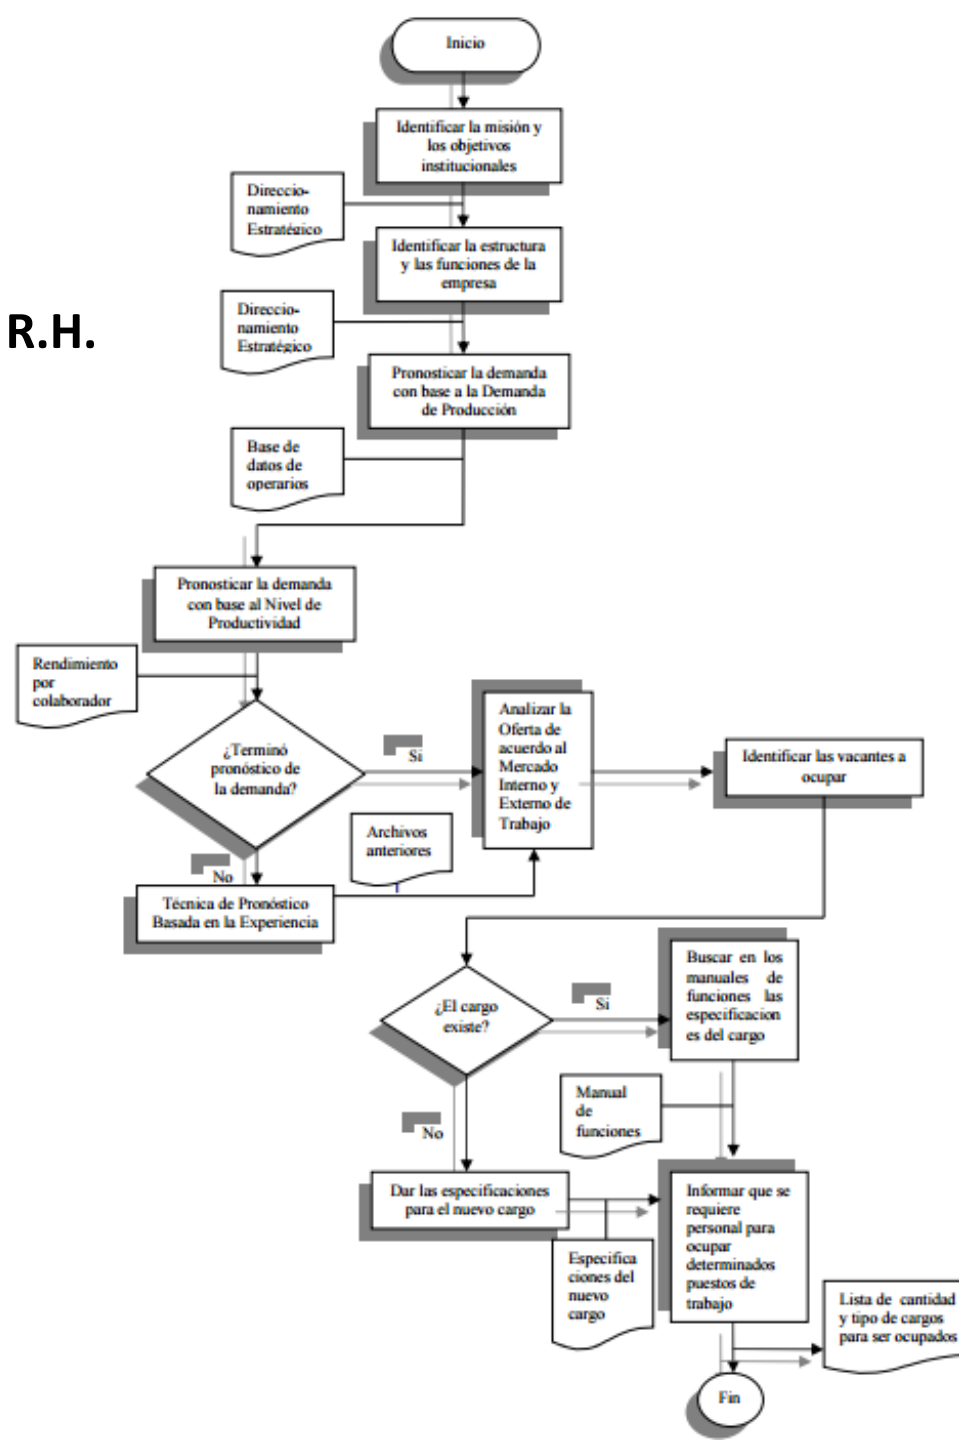 Inicio
Identificar la misión y
los objetivos
institucionales
Direccio-
namiento
Estratégico
Identificar la estructura
y las funciones de la
empresa
R.H.
Direccio-
namiento
Estratégico
Pronosticar la demanda
con base a la Demanda
de Producción
Base de
datos de
operarios
Pronosticar la demanda
con base al Nivel de
Productividad
Rendimiento
por
colaborador
¿Terminó
pronóstico de
la demanda?
Si
Analizar la
Oferta de
acuerdo al
Mercado
Interno y
Externo de
Trabajo
Identificar las vacantes a
ocupar
Archivos
anteriores
No
Técnica de Pronóstico
Basada en la Experiencia
¿El cargo
existe?
Si
Buscar en los
manuales de
funciones las
especificacion
es del cargo
Manual
de
funciones
No
Dar las especificaciones
para el nuevo cargo
Especifica
ciones del
nuevo
cargo
Informar que se
requiere
personal para
ocupar
determinados
puestos de
trabajo
Lista de cantidad
y tipo de cargos
para ser ocupados
Fin